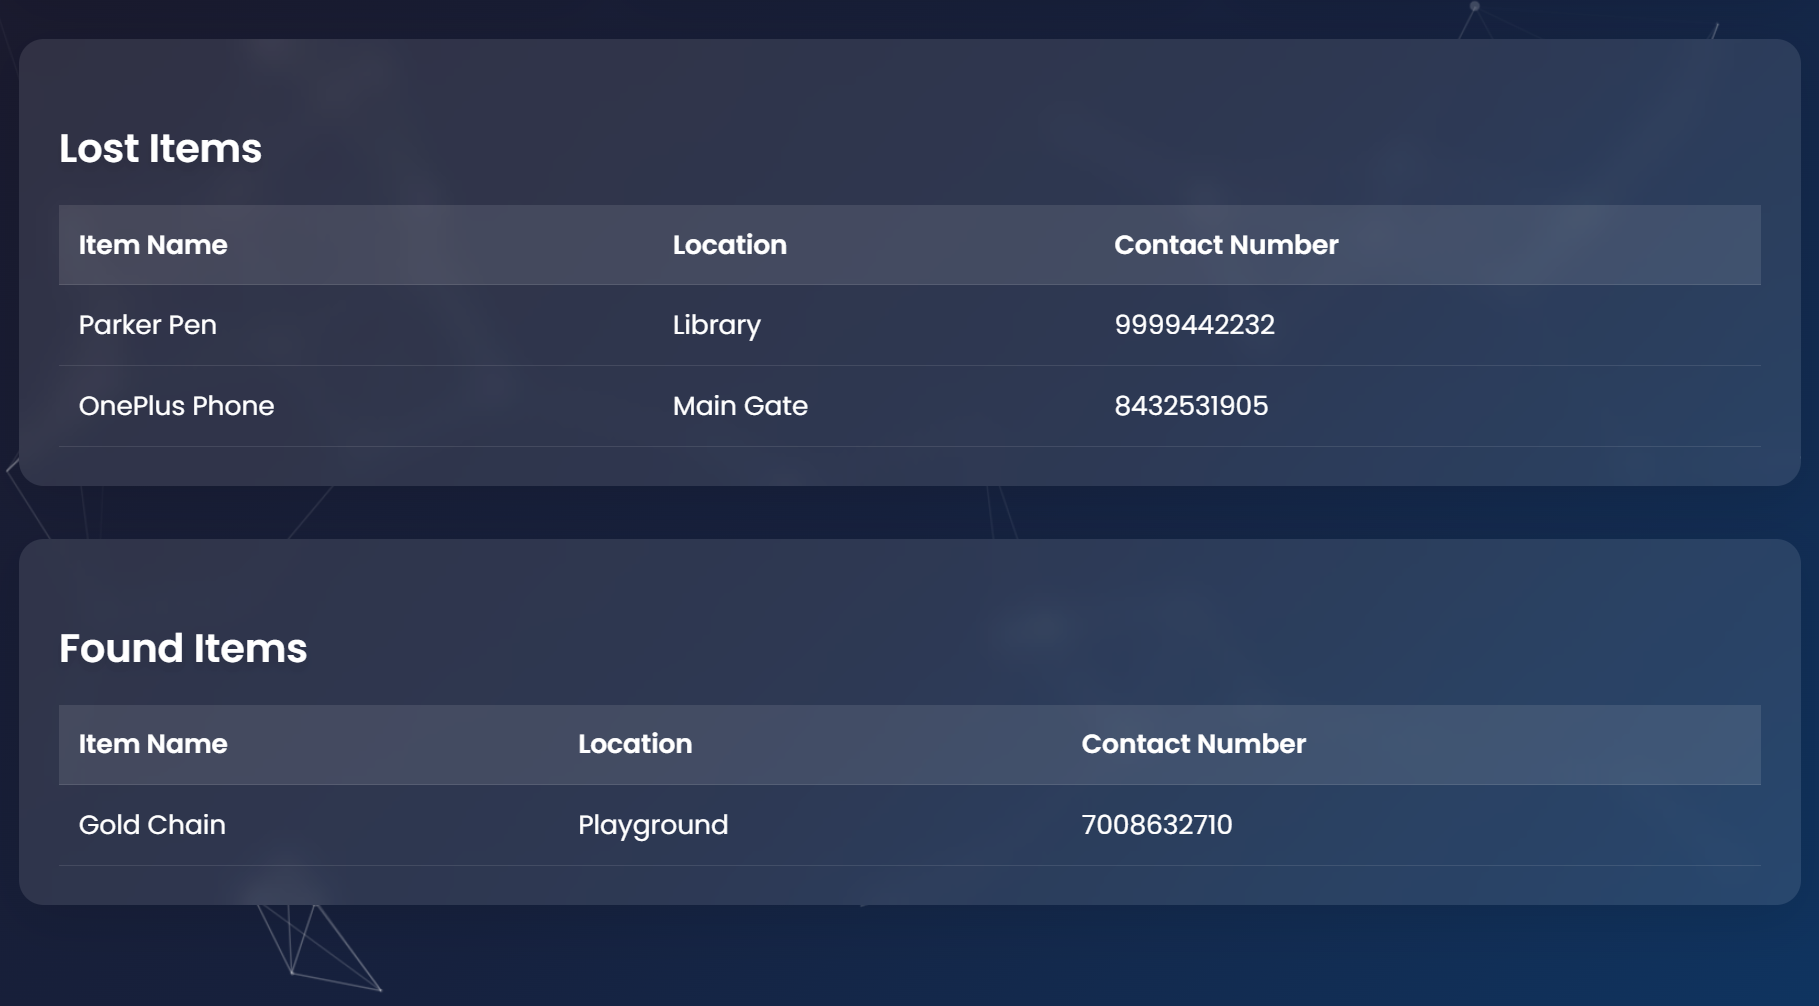 Lost Items
Item Name Location Contact Number
Parker Pen Library 9999442232
OnePlus Phone Main Gate 8432531905
Found Items
Item Name Location Contact Number
Gold Chain Playground 7008632710